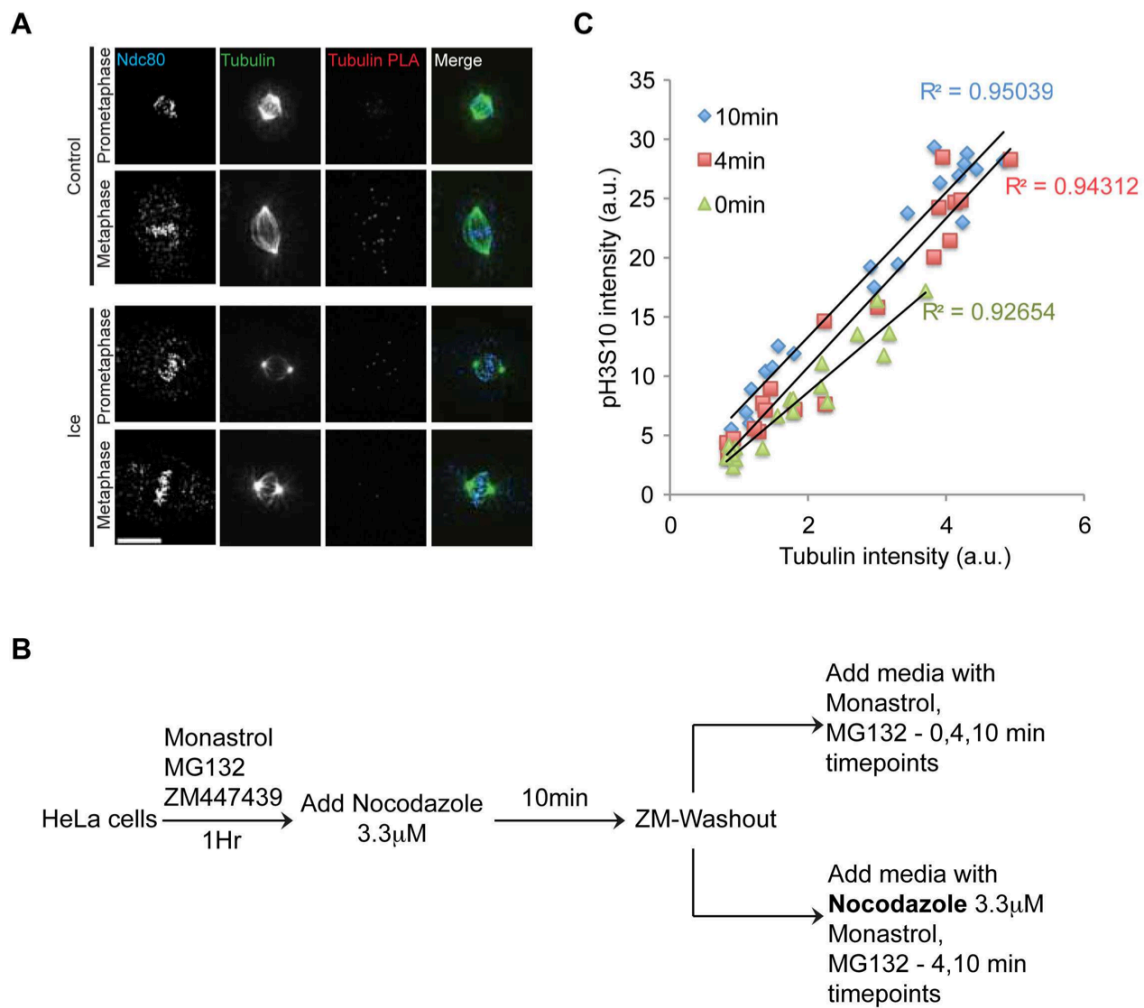 A
Ndc80
Tubulin
Tubulin PLA
Merge
Control
Prometaphase
Metaphase
Ice
Prometaphase
Metaphase
C
35
30
25
20
15
10
5
0
0
2
4
6
pH3S10 intensity (a.u.)
Tubulin intensity (a.u.)
10min
4min
0min
R² = 0.95039
R² = 0.94312
R² = 0.92654
B
HeLa cells
Monastrol
MG132
ZM447439
1Hr
Add Nocodazole
3.3μM
10min
ZM-Washout
Add media with
Monastrol,
MG132 - 0,4,10 min
timepoints
Add media with
Nocodazole 3.3μM
Monastrol,
MG132 - 4,10 min
timepoints